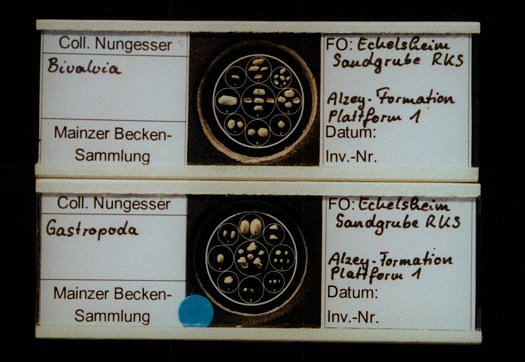 Coll. Nungesser
Bivalvia
Mainzer Becken-
Sammlung
FO: Eckelsheim
Sandgrube RKS
Alzey-Formation
Plattform 1
Datum:
Inv.-Nr.
Coll. Nungesser
Gastropoda
Mainzer Becken-
Sammlung
FO: Eckelsheim
Sandgrube RKS
Alzey-Formation
Plattform 1
Datum:
Inv.-Nr.